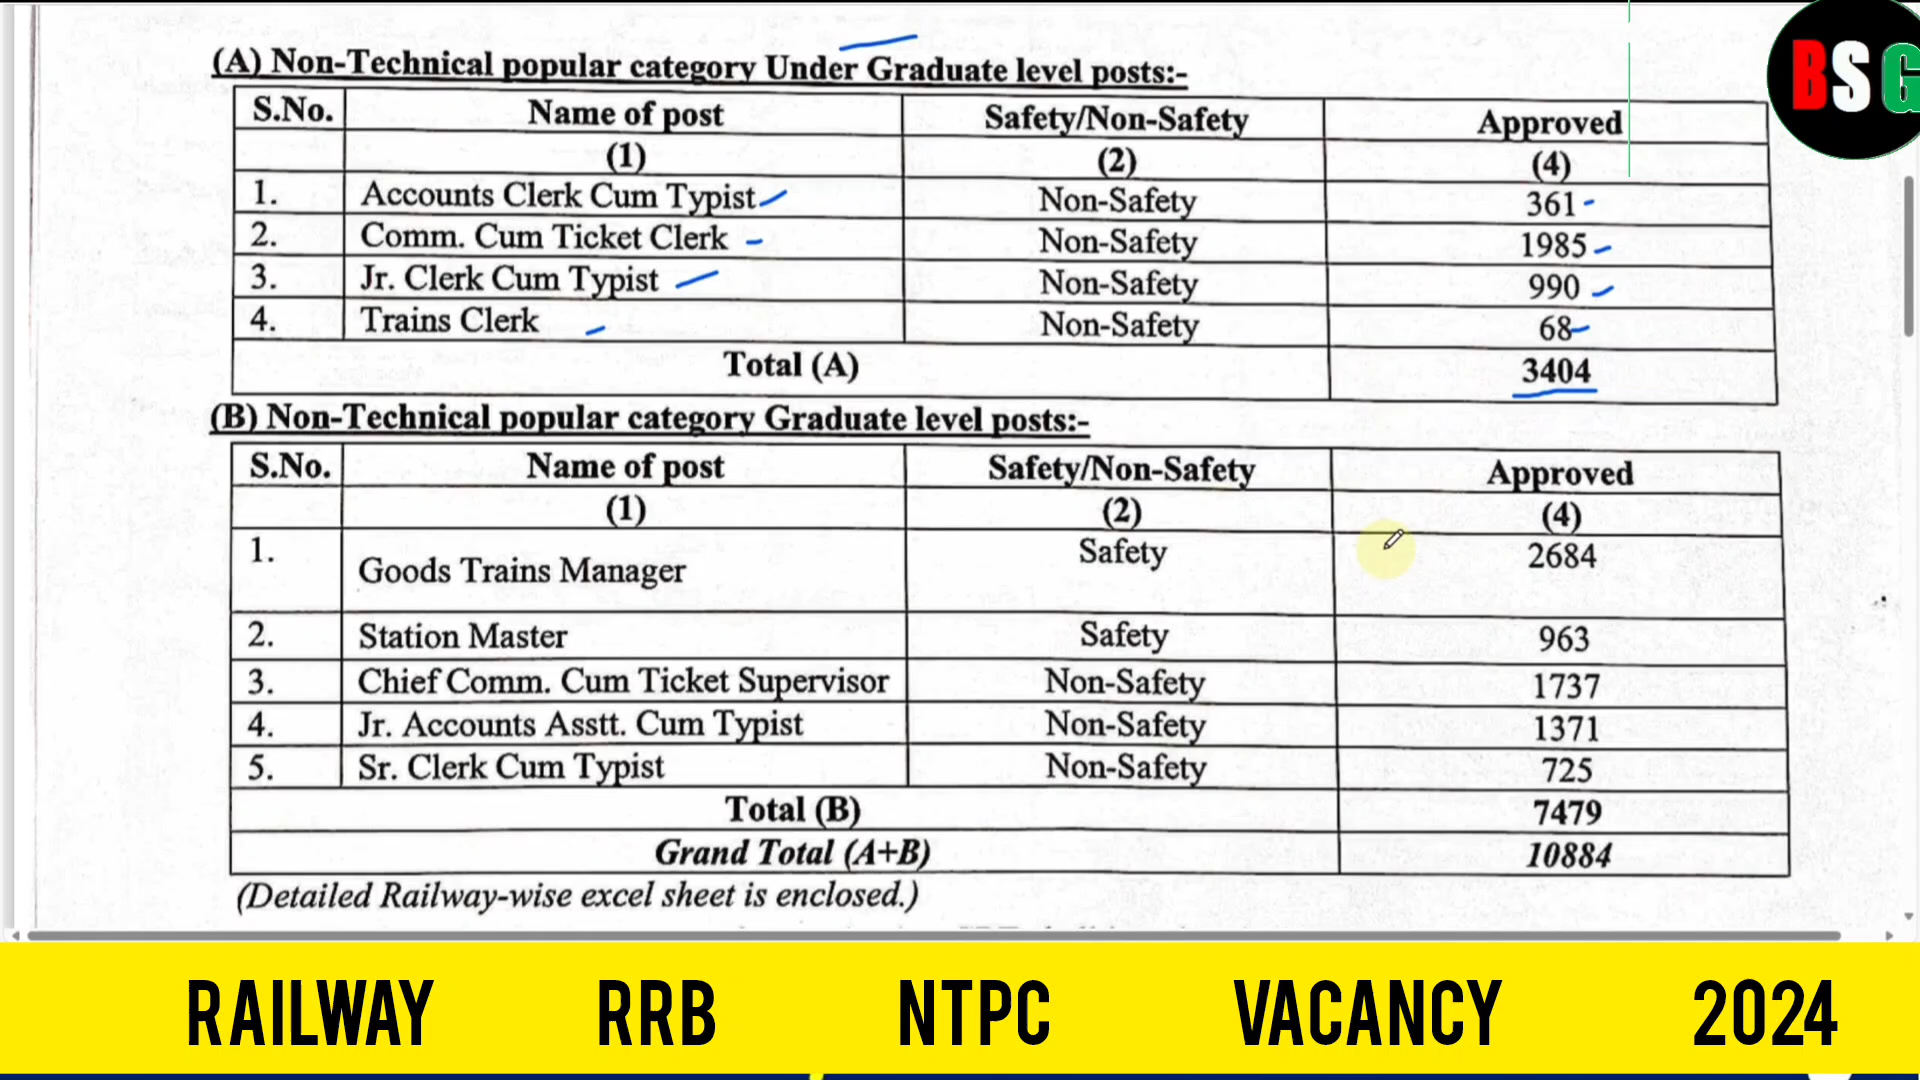 BSG
(A) Non-Technical popular category Under Graduate level posts:-
S.No. Name of post Safety/Non-Safety Approved
(1) (2) (4)
1. Accounts Clerk Cum Typist Non-Safety 361
2. Comm. Cum Ticket Clerk Non-Safety 1985
3. Jr. Clerk Cum Typist Non-Safety 990
4. Trains Clerk Non-Safety 68
Total (A) 3404
(B) Non-Technical popular category Graduate level posts:-
S.No. Name of post Safety/Non-Safety Approved
(1) (2) (4)
1. Goods Trains Manager Safety 2684
2. Station Master Safety 963
3. Chief Comm. Cum Ticket Supervisor Non-Safety 1737
4. Jr. Accounts Asstt. Cum Typist Non-Safety 1371
5. Sr. Clerk Cum Typist Non-Safety 725
Total (B) 7479
Grand Total (A+B) 10884
(Detailed Railway-wise excel sheet is enclosed.)
RAILWAY RRB NTPC VACANCY 2024